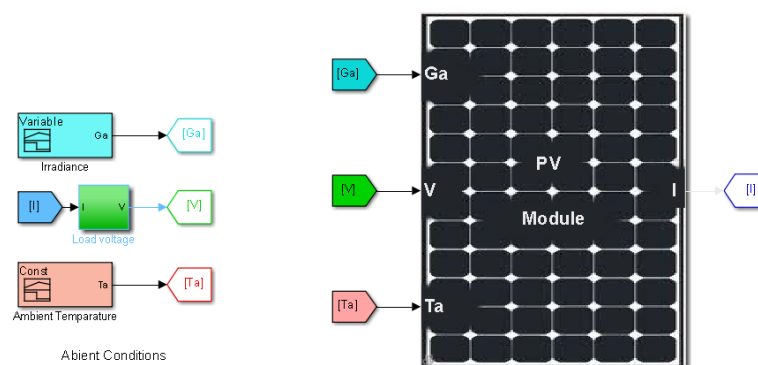 Variable
Ga
[Ga]
Irradiance
[I]
I
V
[V]
Load voltage
Const
Ta
[Ta]
Ambient Temparature
Abient Conditions
[Ga]
Ga
PV
[V]
V
I
[I]
Module
[Ta]
Ta